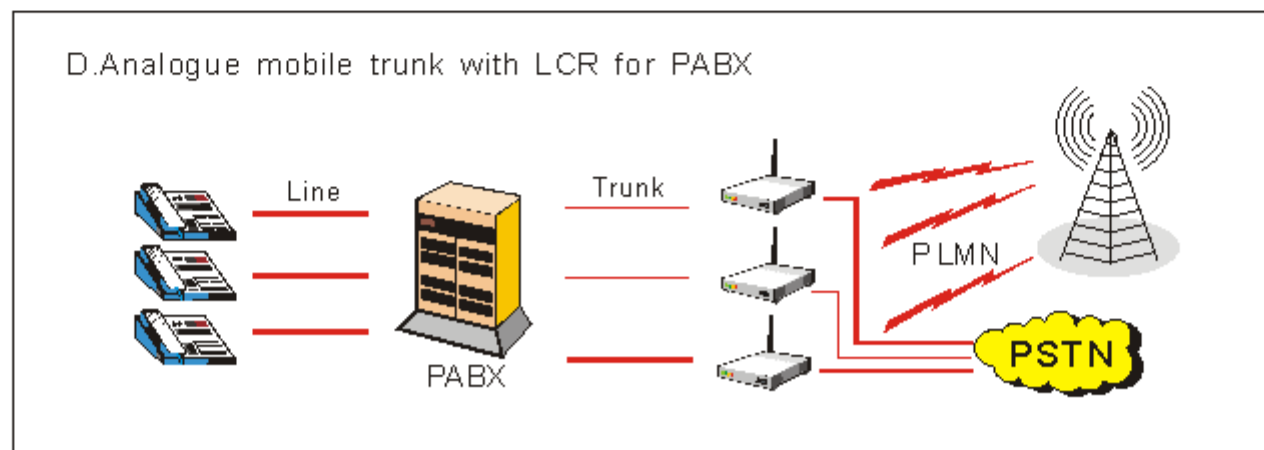 D.Analogue mobile trunk with LCR for PABX
Line
Trunk
PLMN
PABX
PSTN